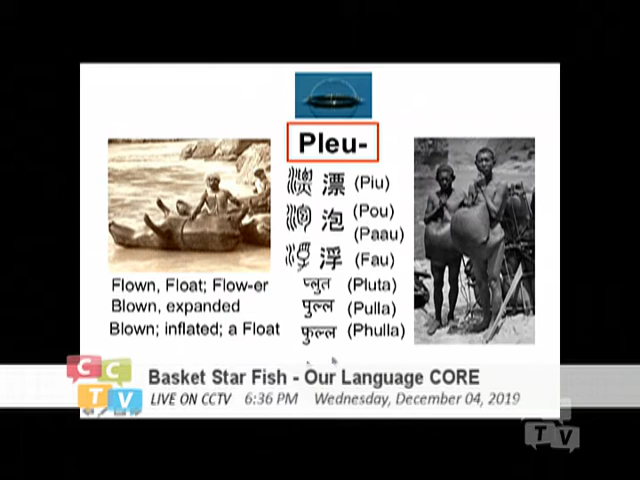 Pleu-
漂 (Piu)
泡 (Pou)
(Paau)
浮 (Fau)
Flown, Float; Flow-er प्लुत (Pluta)
Blown, expanded पुल्ल (Pulla)
Blown; inflated; a Float फुल्ल (Phulla)
CCTV
Basket Star Fish - Our Language CORE
LIVE ON CCTV 6:36 PM Wednesday, December 04, 2019
TV